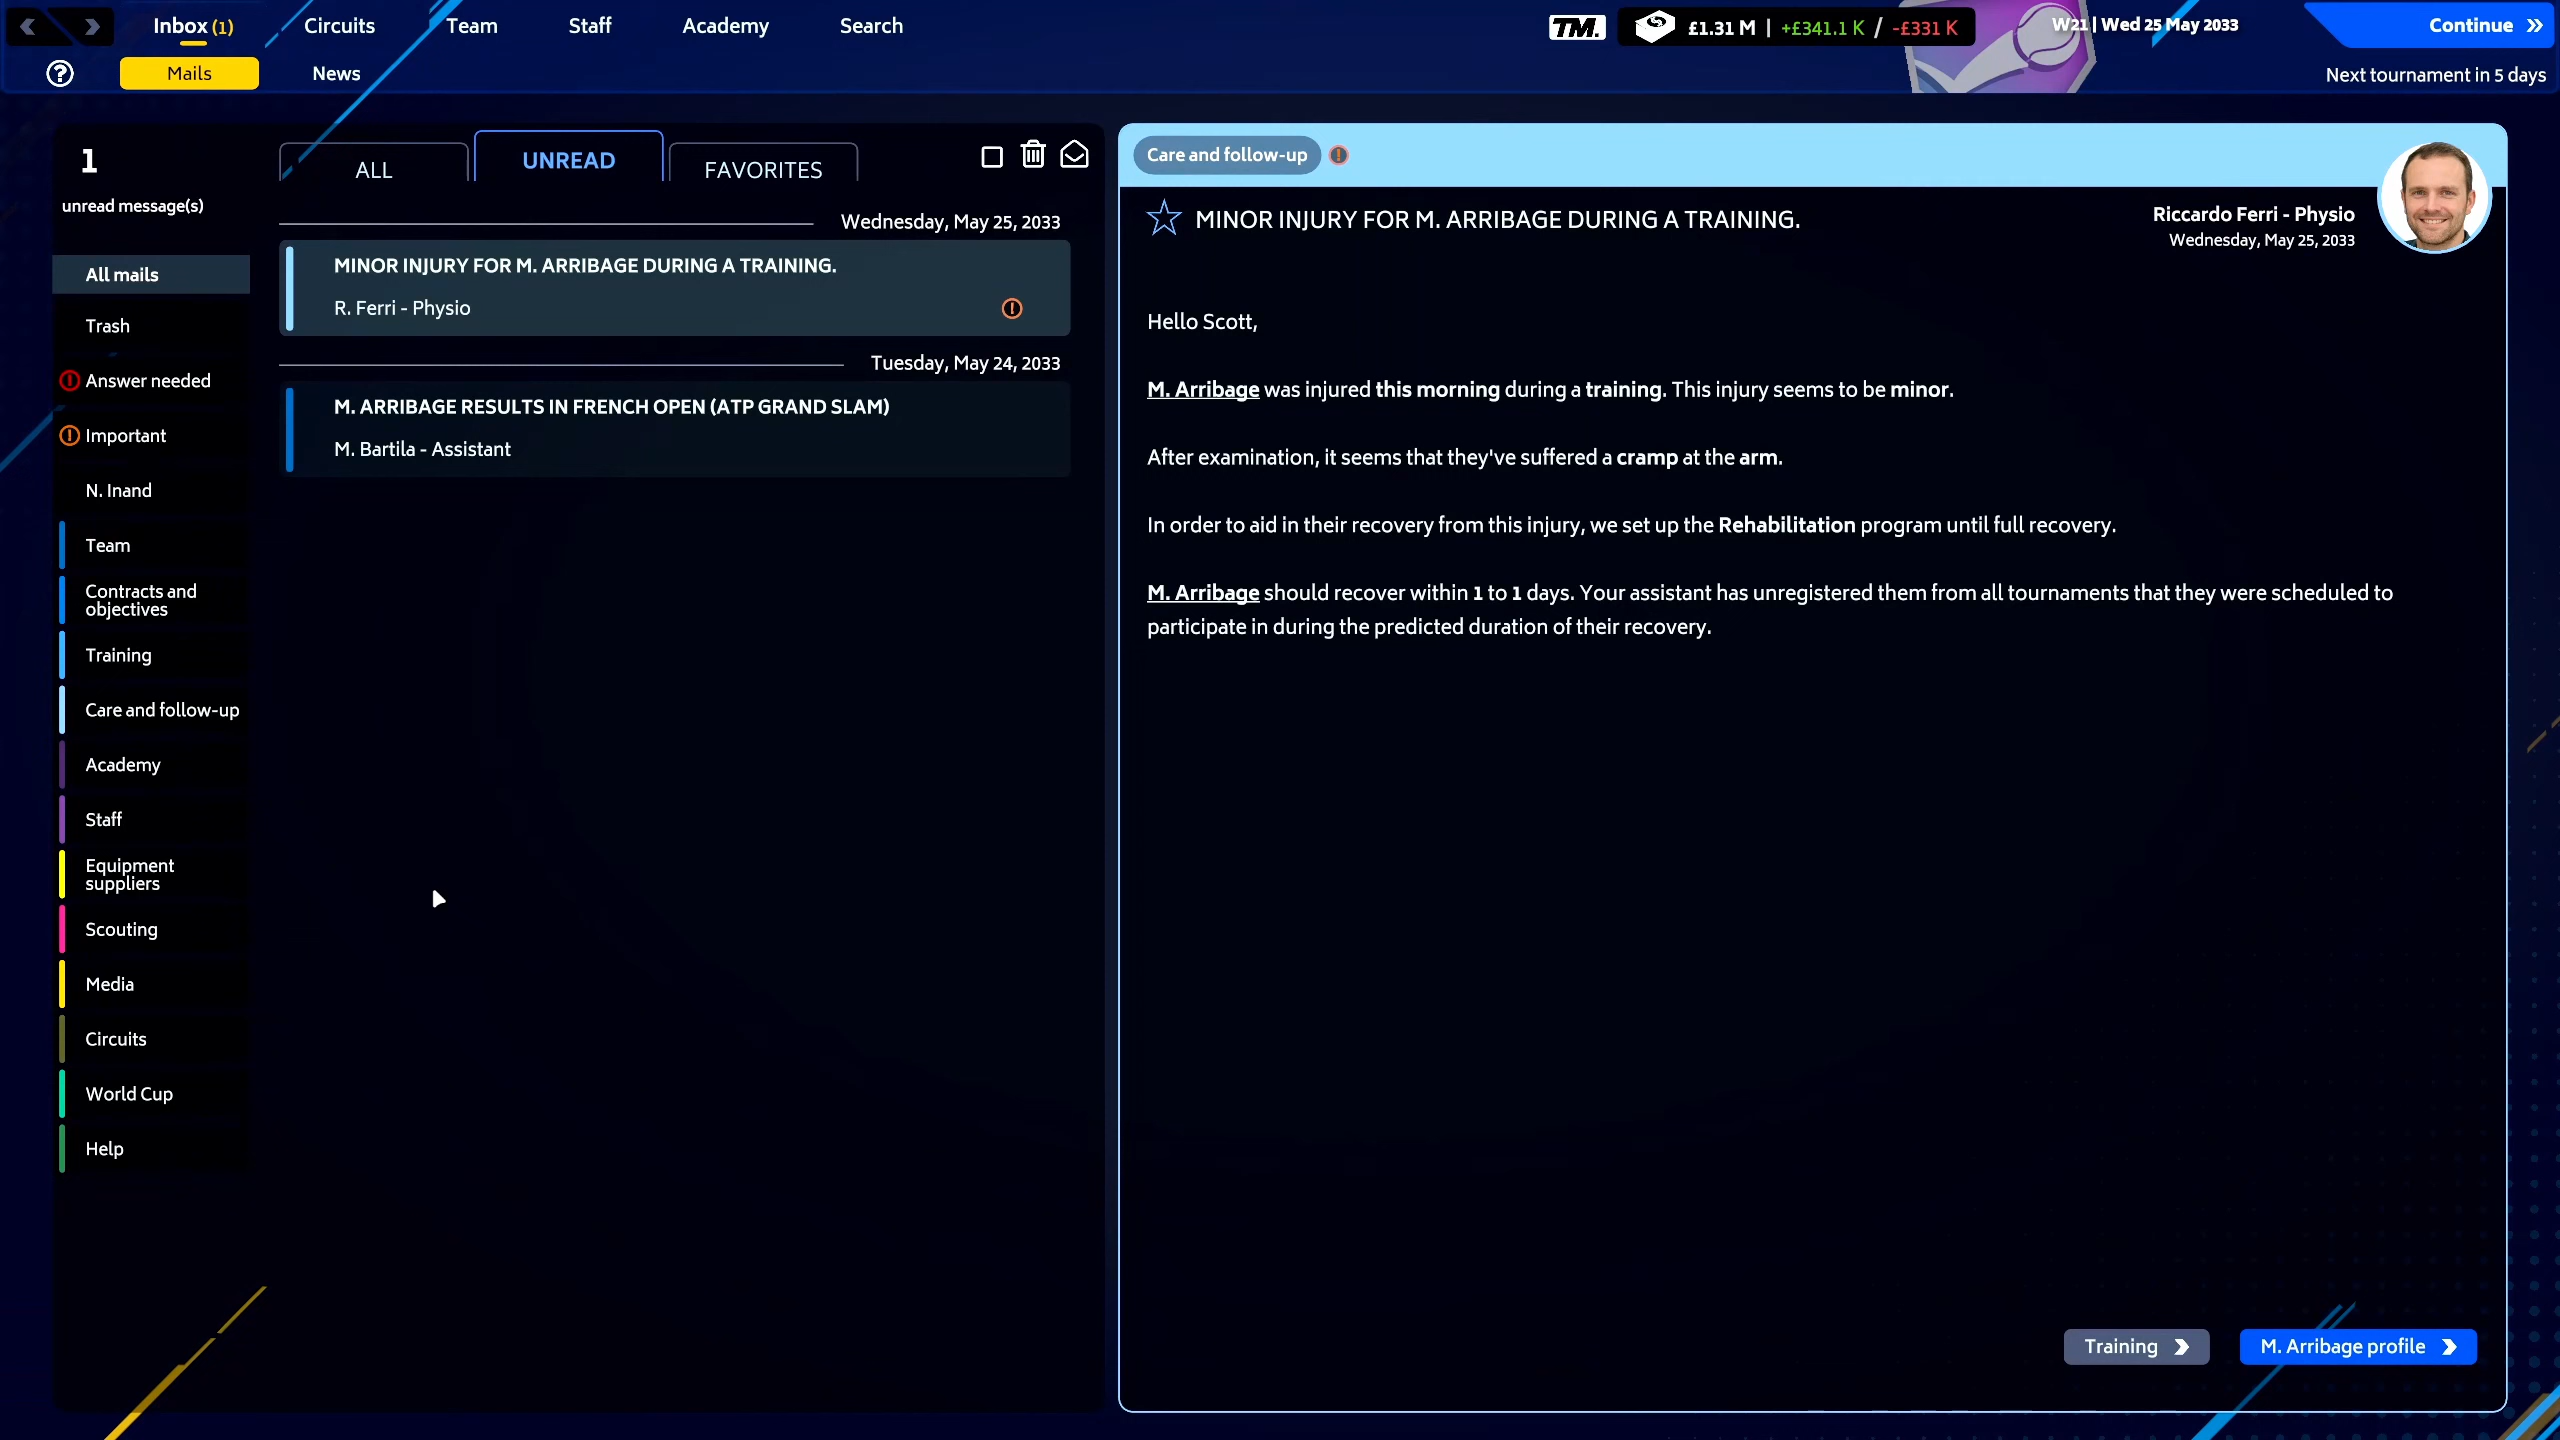 Inbox (1)
Circuits
Team
Staff
Academy
Search
TM.
£1.31 M | +£341.1 K / -£331 K
W21 | Wed 25 May 2033
Continue
Mails
News
Next tournament in 5 days
1
unread message(s)
All mails
Trash
Answer needed
Important
N. Inand
Team
Contracts and
objectives
Training
Care and follow-up
Academy
Staff
Equipment
suppliers
Scouting
Media
Circuits
World Cup
Help
ALL
UNREAD
FAVORITES
Wednesday, May 25, 2033
MINOR INJURY FOR M. ARRIBAGE DURING A TRAINING.
R. Ferri - Physio
Tuesday, May 24, 2033
M. ARRIBAGE RESULTS IN FRENCH OPEN (ATP GRAND SLAM)
M. Bartila - Assistant
Care and follow-up
MINOR INJURY FOR M. ARRIBAGE DURING A TRAINING.
Riccardo Ferri - Physio
Wednesday, May 25, 2033
Hello Scott,
M. Arribage was injured this morning during a training. This injury seems to be minor.
After examination, it seems that they've suffered a cramp at the arm.
In order to aid in their recovery from this injury, we set up the Rehabilitation program until full recovery.
M. Arribage should recover within 1 to 1 days. Your assistant has unregistered them from all tournaments that they were scheduled to
participate in during the predicted duration of their recovery.
Training
M. Arribage profile